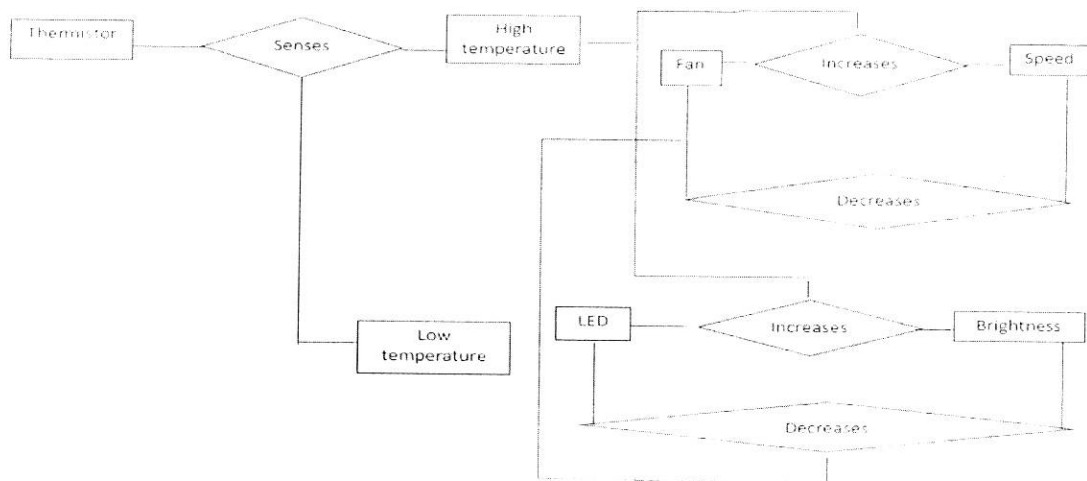 Thermistor
Senses
High
temperature
Fan
Increases
Speed
Decreases
LED
Increases
Brightness
Low
temperature
Decreases